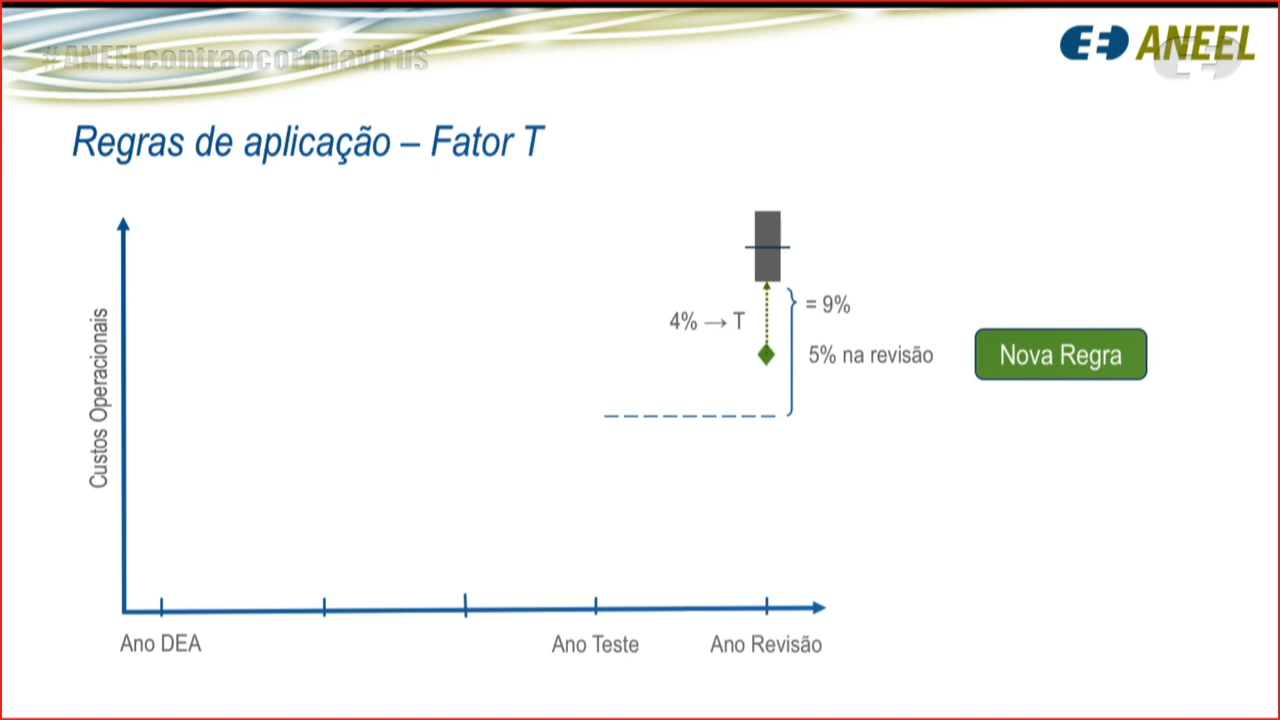 #ANEELcontraocoronavirus
ANEEL
Regras de aplicação – Fator T
Custos Operacionais
= 9%
4% → T
5% na revisão
Nova Regra
Ano DEA
Ano Teste
Ano Revisão